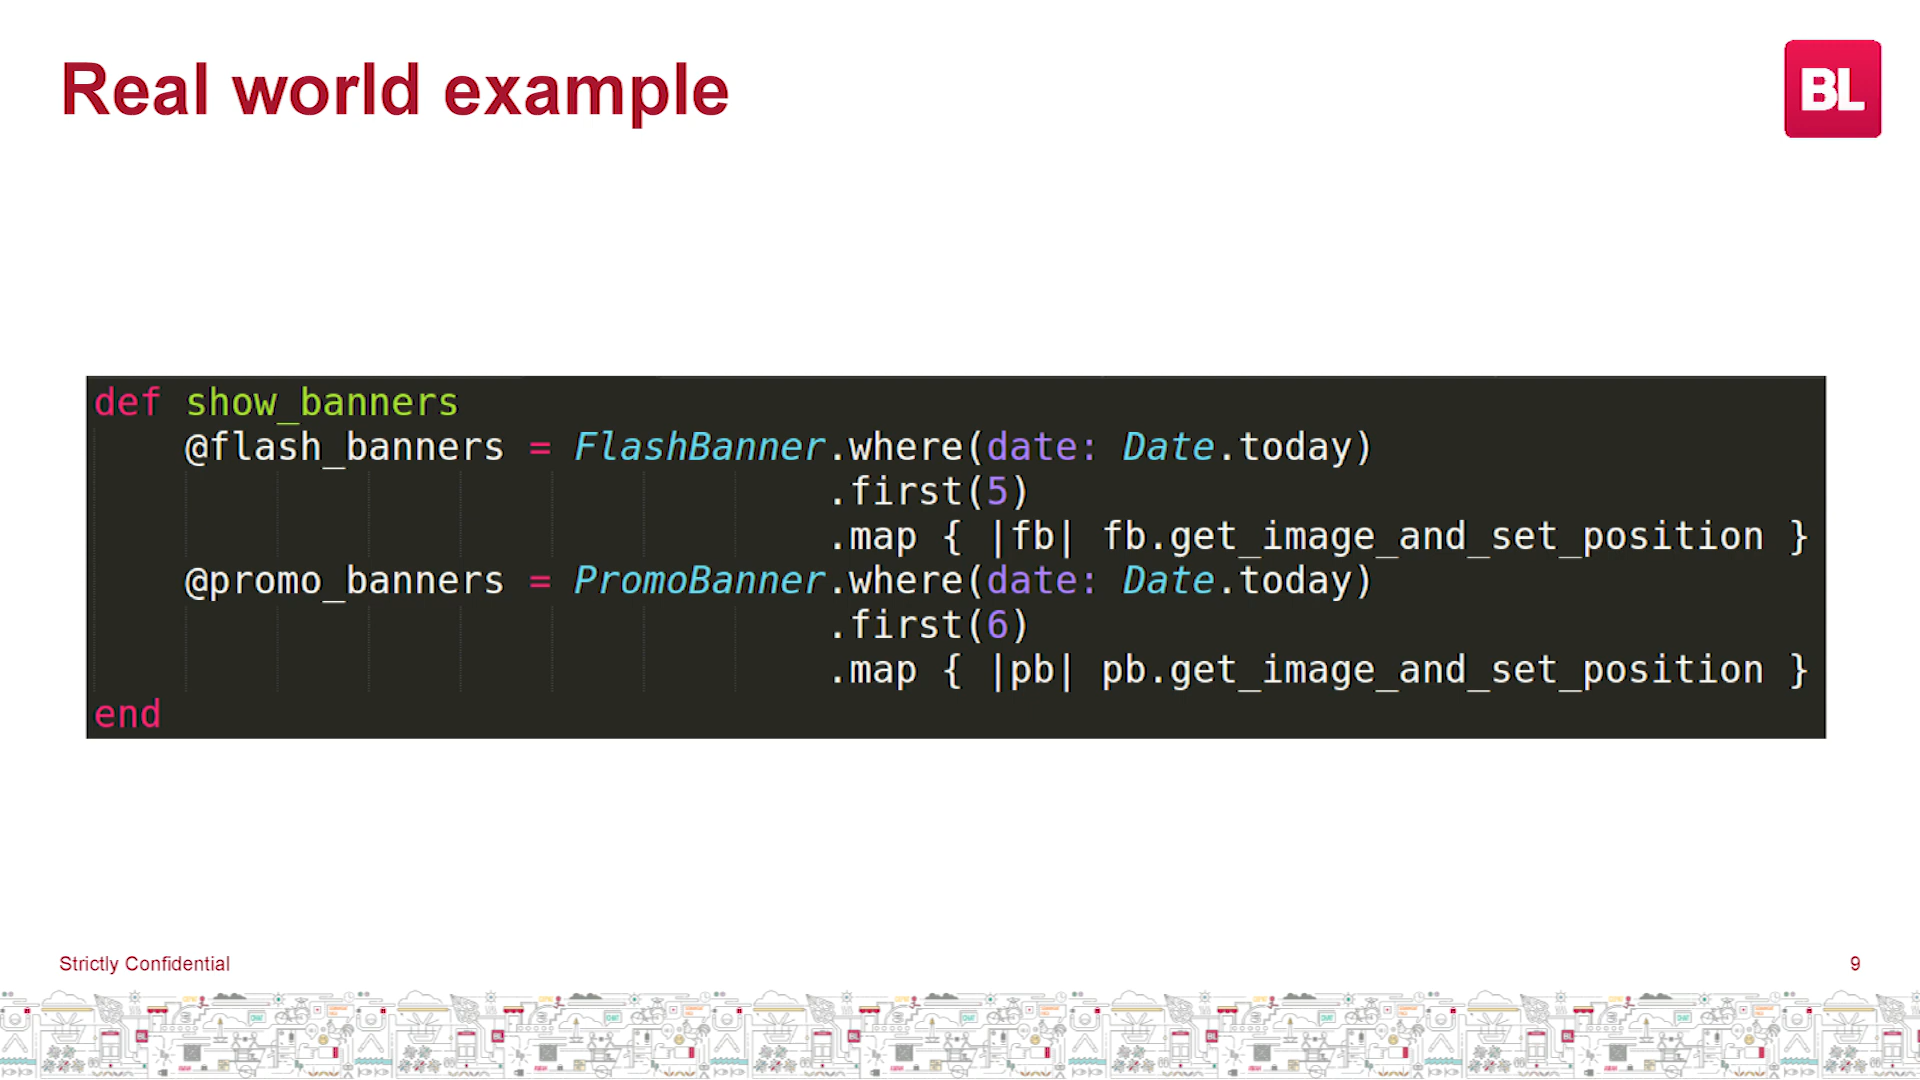 Real world example
BL
def show_banners
    @flash_banners = FlashBanner.where(date: Date.today)
                                .first(5)
                                .map { |fb| fb.get_image_and_set_position }
    @promo_banners = PromoBanner.where(date: Date.today)
                                .first(6)
                                .map { |pb| pb.get_image_and_set_position }
end
Strictly Confidential
9